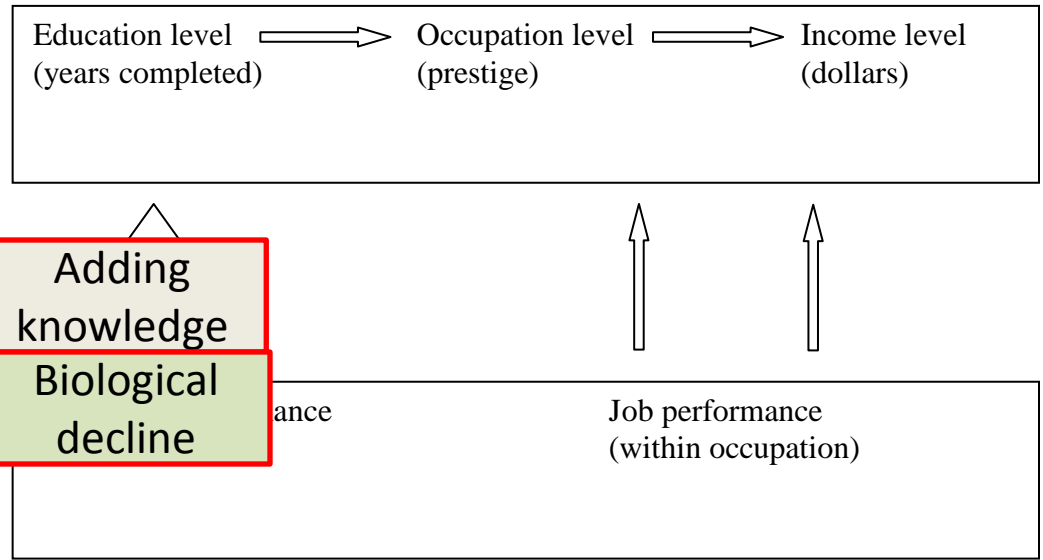 Education level Occupation level Income level
(years completed) (prestige) (dollars)
Adding
knowledge
Biological
decline
ance Job performance
(within occupation)